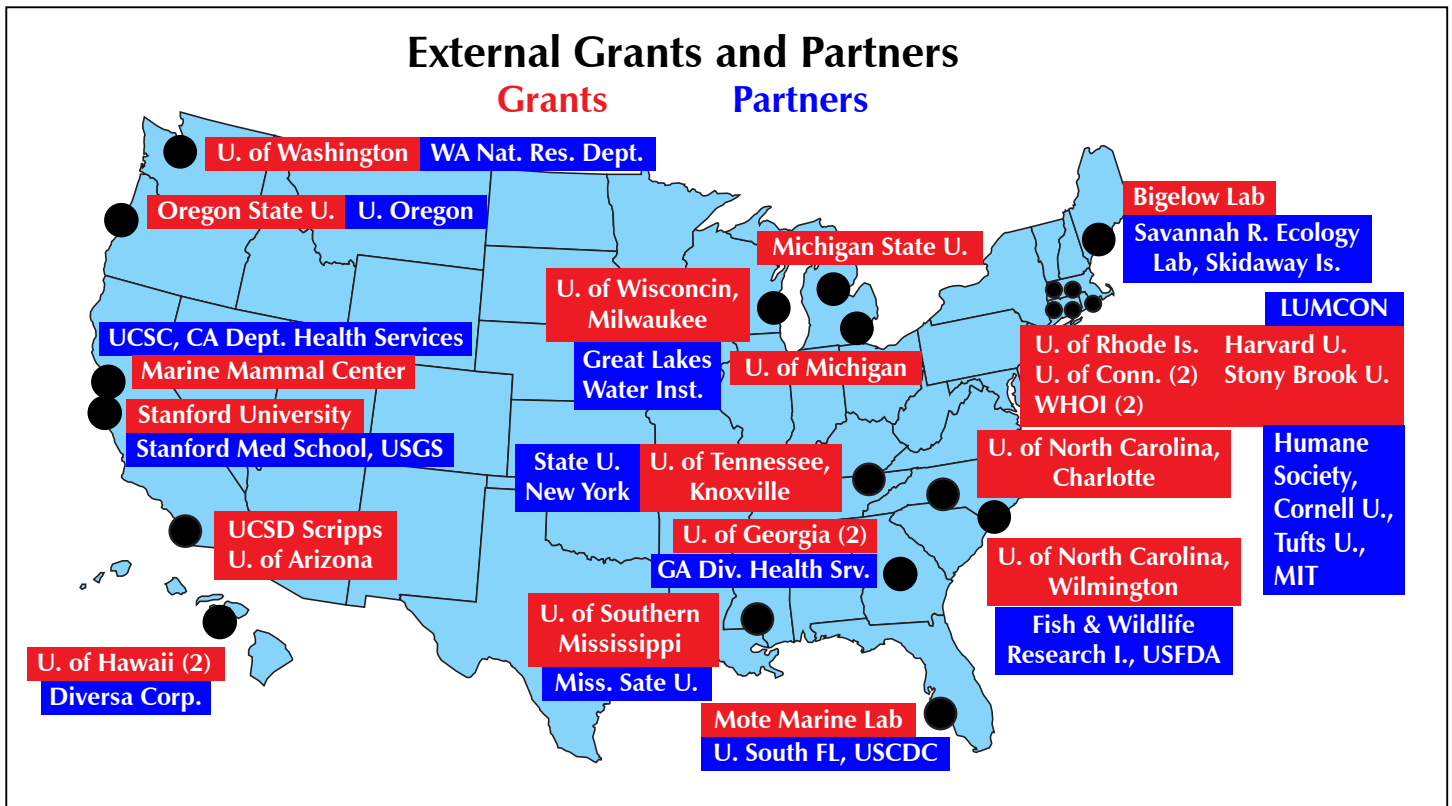 External Grants and Partners
Grants Partners
U. of Washington WA Nat. Res. Dept.
Oregon State U. U. Oregon
UCSC, CA Dept. Health Services
Marine Mammal Center
Stanford University
Stanford Med School, USGS
UCSD Scripps
U. of Arizona
U. of Hawaii (2)
Diversa Corp.
Michigan State U.
U. of Wisconcin,
Milwaukee
Great Lakes
Water Inst.
U. of Michigan
State U.
New York
U. of Tennessee,
Knoxville
U. of Georgia (2)
GA Div. Health Srv.
U. of Southern
Mississippi
Miss. Sate U.
Mote Marine Lab
U. South FL, USCDC
Bigelow Lab
Savannah R. Ecology
Lab, Skidaway Is.
LUMCON
U. of Rhode Is. Harvard U.
U. of Conn. (2) Stony Brook U.
WHOI (2)
Humane
Society,
Cornell U.,
Tufts U.,
MIT
U. of North Carolina,
Charlotte
U. of North Carolina,
Wilmington
Fish & Wildlife
Research I., USFDA